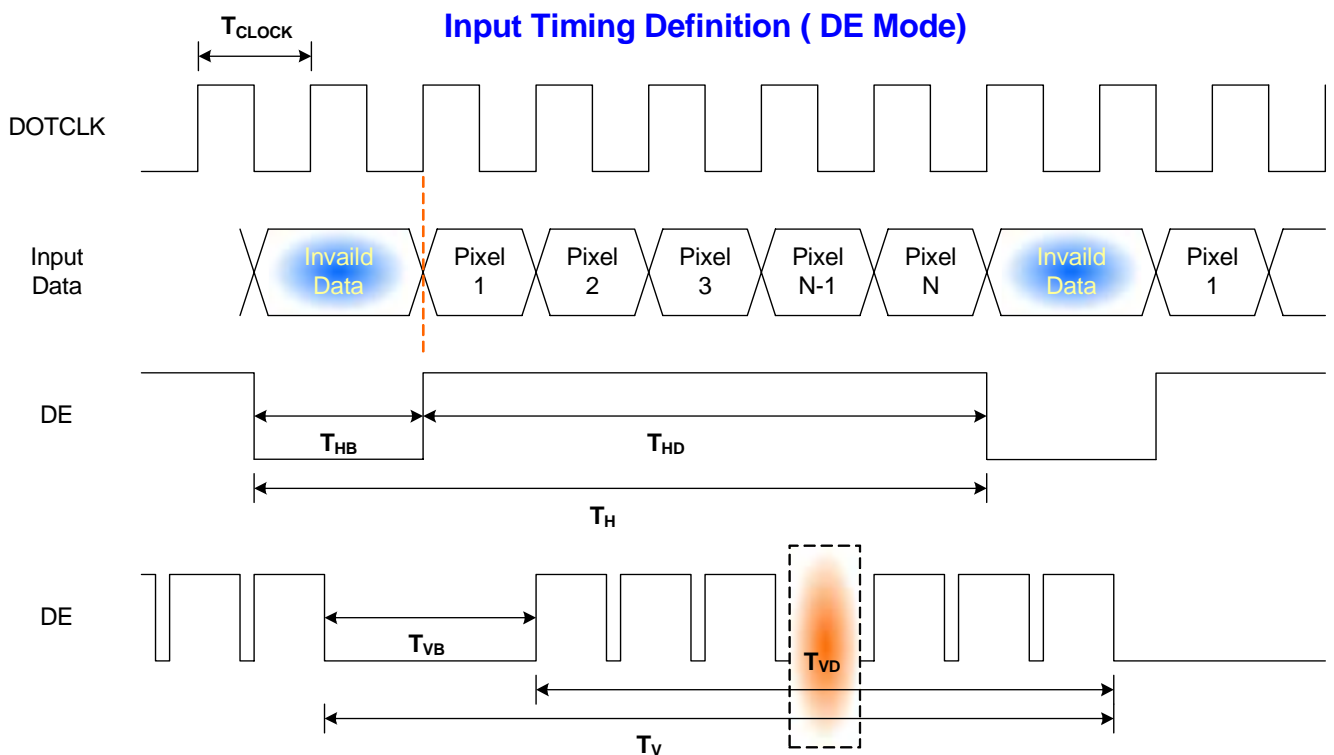 Input Timing Definition ( DE Mode)
TCLOCK
DOTCLK
Input
Data
Invaild
Data
Pixel
1
Pixel
2
Pixel
3
Pixel
N-1
Pixel
N
Invaild
Data
Pixel
1
DE
THB
THD
TH
DE
TVB
TVD
TV